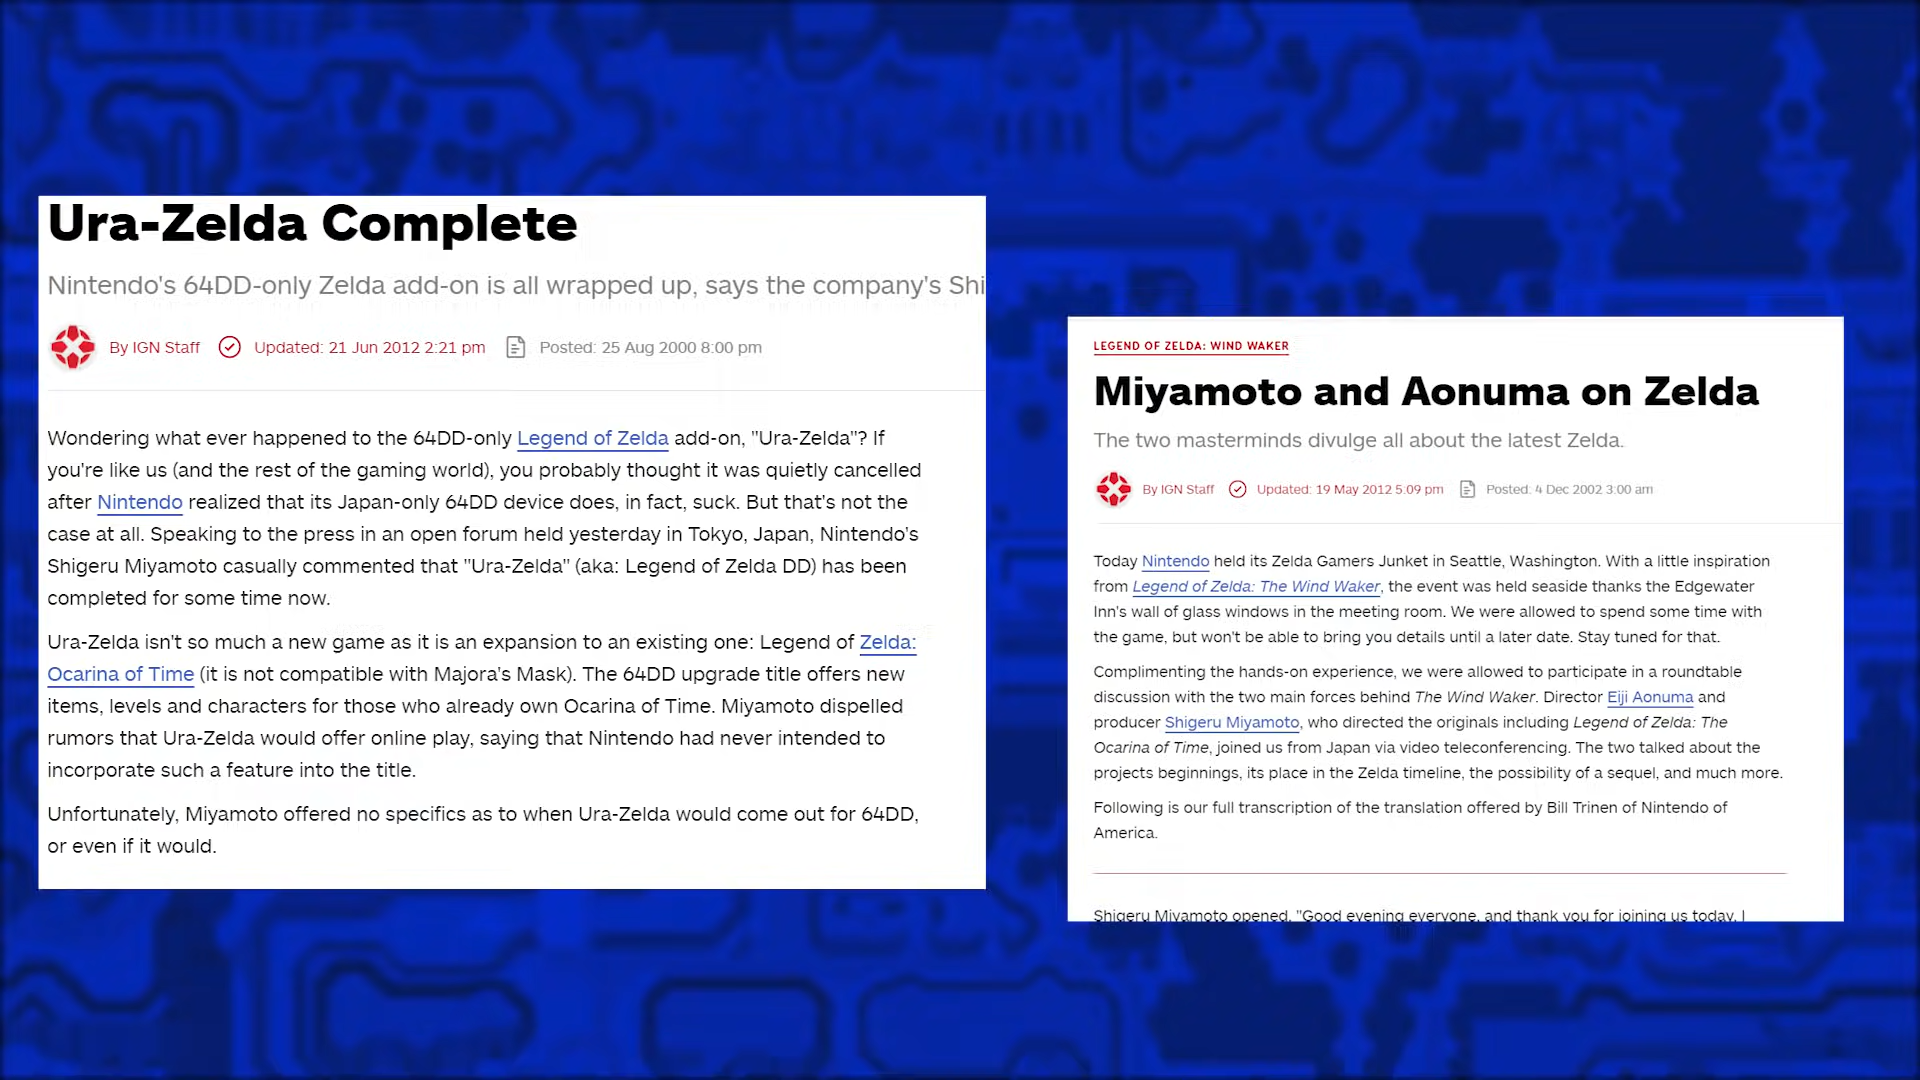 Ura-Zelda Complete
Nintendo's 64DD-only Zelda add-on is all wrapped up, says the company's Shi
By IGN Staff Updated: 21 Jun 2012 2:21 pm Posted: 25 Aug 2000 8:00 pm
Wondering what ever happened to the 64DD-only Legend of Zelda add-on, "Ura-Zelda"? If
you're like us (and the rest of the gaming world), you probably thought it was quietly cancelled
after Nintendo realized that its Japan-only 64DD device does, in fact, suck. But that's not the
case at all. Speaking to the press in an open forum held yesterday in Tokyo, Japan, Nintendo's
Shigeru Miyamoto casually commented that "Ura-Zelda" (aka: Legend of Zelda DD) has been
completed for some time now.
Ura-Zelda isn't so much a new game as it is an expansion to an existing one: Legend of Zelda:
Ocarina of Time (it is not compatible with Majora's Mask). The 64DD upgrade title offers new
items, levels and characters for those who already own Ocarina of Time. Miyamoto dispelled
rumors that Ura-Zelda would offer online play, saying that Nintendo had never intended to
incorporate such a feature into the title.
Unfortunately, Miyamoto offered no specifics as to when Ura-Zelda would come out for 64DD,
or even if it would.
LEGEND OF ZELDA: WIND WAKER
Miyamoto and Aonuma on Zelda
The two masterminds divulge all about the latest Zelda.
By IGN Staff Updated: 19 May 2012 5:09 pm Posted: 4 Dec 2002 3:00 am
Today Nintendo held its Zelda Gamers Junket in Seattle, Washington. With a little inspiration
from Legend of Zelda: The Wind Waker, the event was held seaside thanks the Edgewater
Inn's wall of glass windows in the meeting room. We were allowed to spend some time with
the game, but won't be able to bring you details until a later date. Stay tuned for that.
Complimenting the hands-on experience, we were allowed to participate in a roundtable
discussion with the two main forces behind The Wind Waker. Director Eiji Aonuma and
producer Shigeru Miyamoto, who directed the originals including Legend of Zelda: The
Ocarina of Time, joined us from Japan via video teleconferencing. The two talked about the
projects beginnings, its place in the Zelda timeline, the possibility of a sequel, and much more.
Following is our full transcription of the translation offered by Bill Trinen of Nintendo of
America.
Shigeru Miyamoto opened, "Good evening everyone, and thank you for joining us today. I